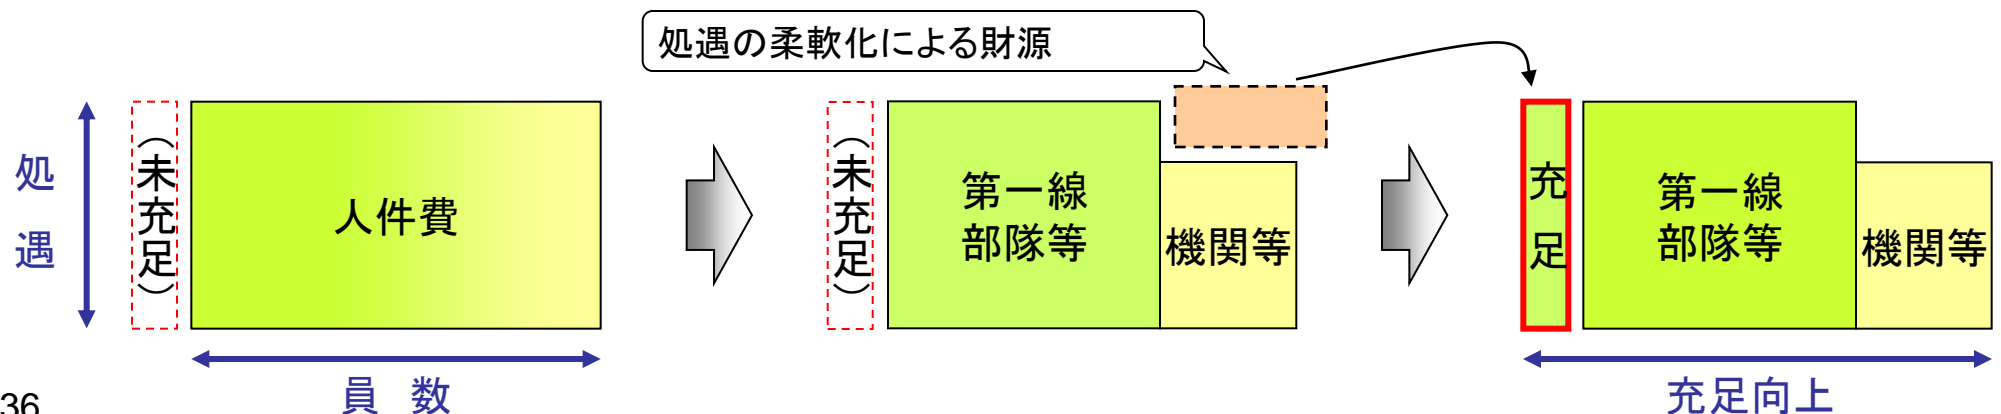 処遇の柔軟化による財源
処遇
（未充足）
人件費
員　数
（未充足）
第一線
部隊等
機関等
充足
第一線
部隊等
機関等
充足向上
36